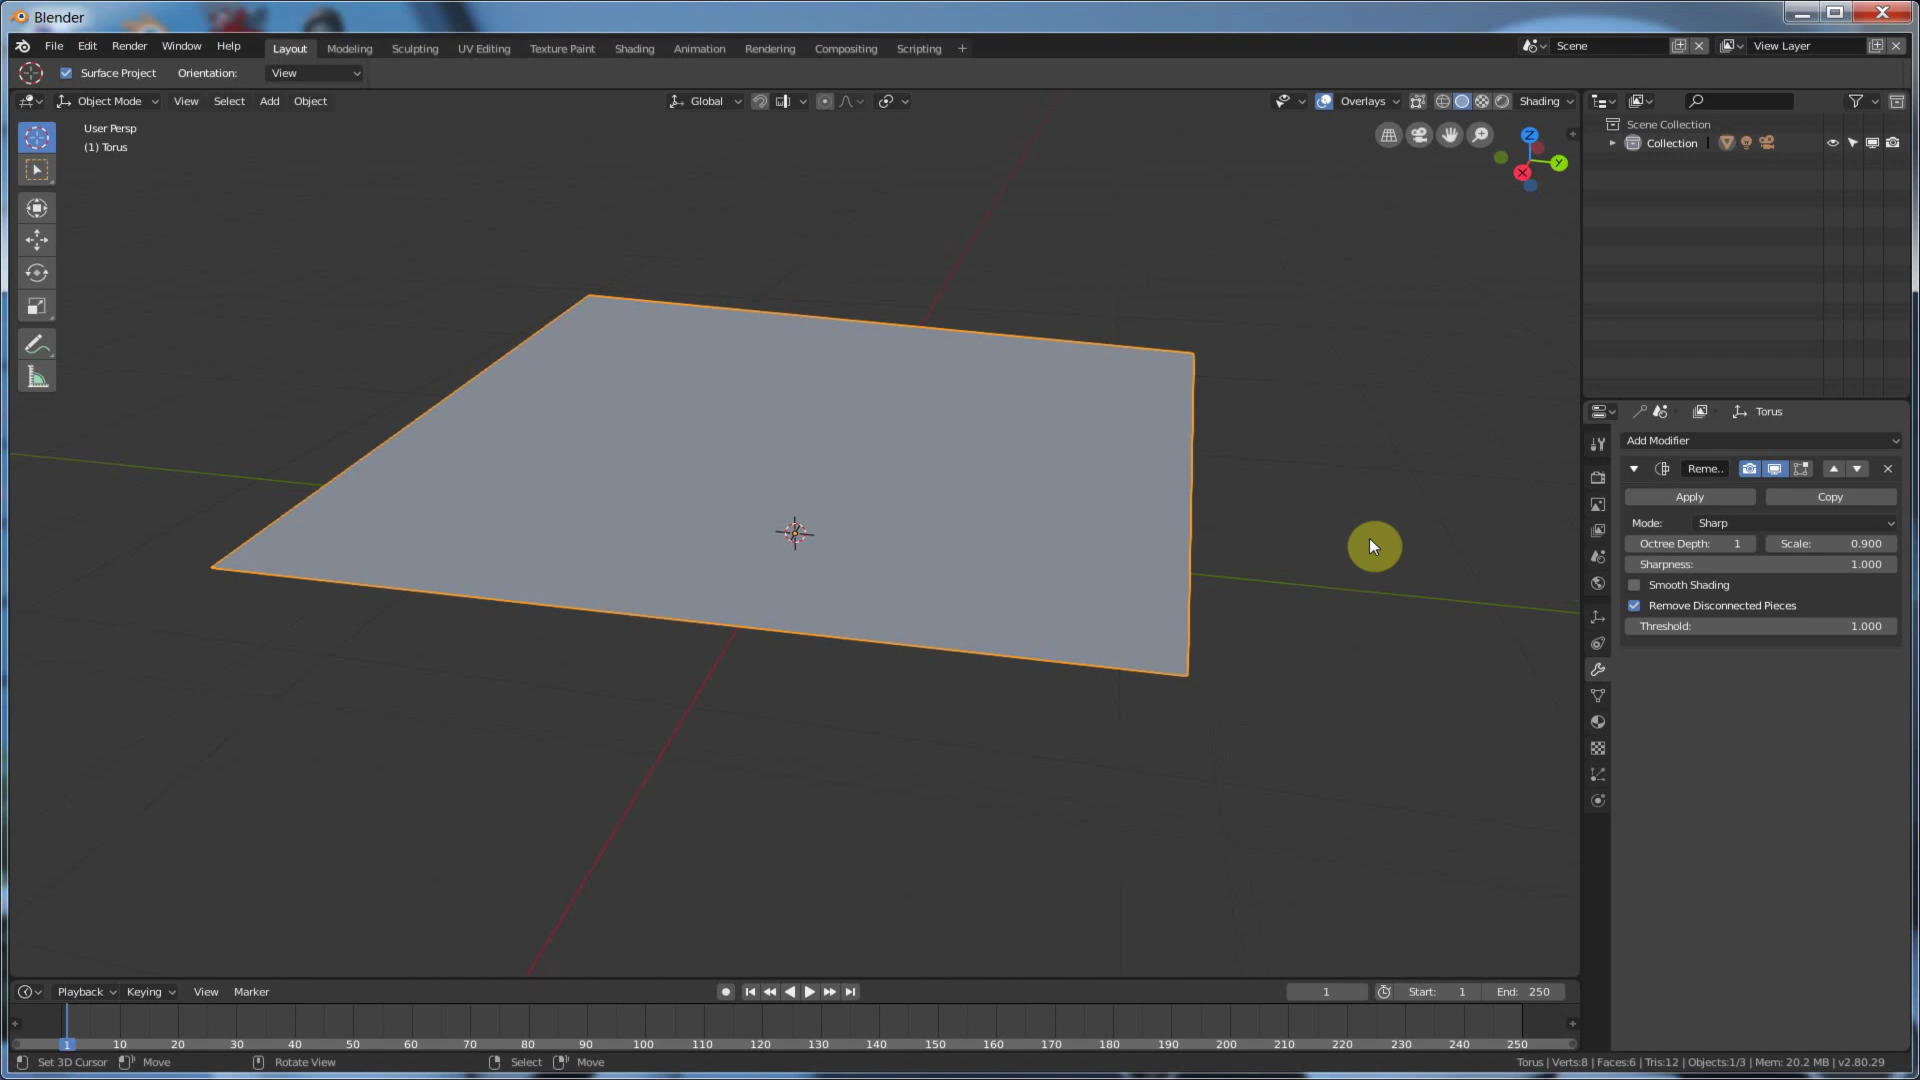 Blender
File Edit Render Window Help Layout Modeling Sculpting UV Editing Texture Paint Shading Animation Rendering Compositing Scripting + Scene View Layer
Surface Project Orientation: View
Object Mode View Select Add Object Global Overlays Shading
User Persp
(1) Torus
Z
Y
X
Scene Collection
Collection
Torus
Add Modifier
Reme..
Apply Copy
Mode: Sharp
Octree Depth: 1 Scale: 0.900
Sharpness: 1.000
Smooth Shading
Remove Disconnected Pieces
Threshold: 1.000
Playback Keying View Marker 1 Start: 1 End: 250
1 10 20 30 40 50 60 70 80 90 100 110 120 130 140 150 160 170 180 190 200 210 220 230 240 250
Set 3D Cursor Move Rotate View Select Move Torus | Verts:8 | Faces:6 | Tris:12 | Objects:1/3 | Mem: 20.2 MB | v2.80.29